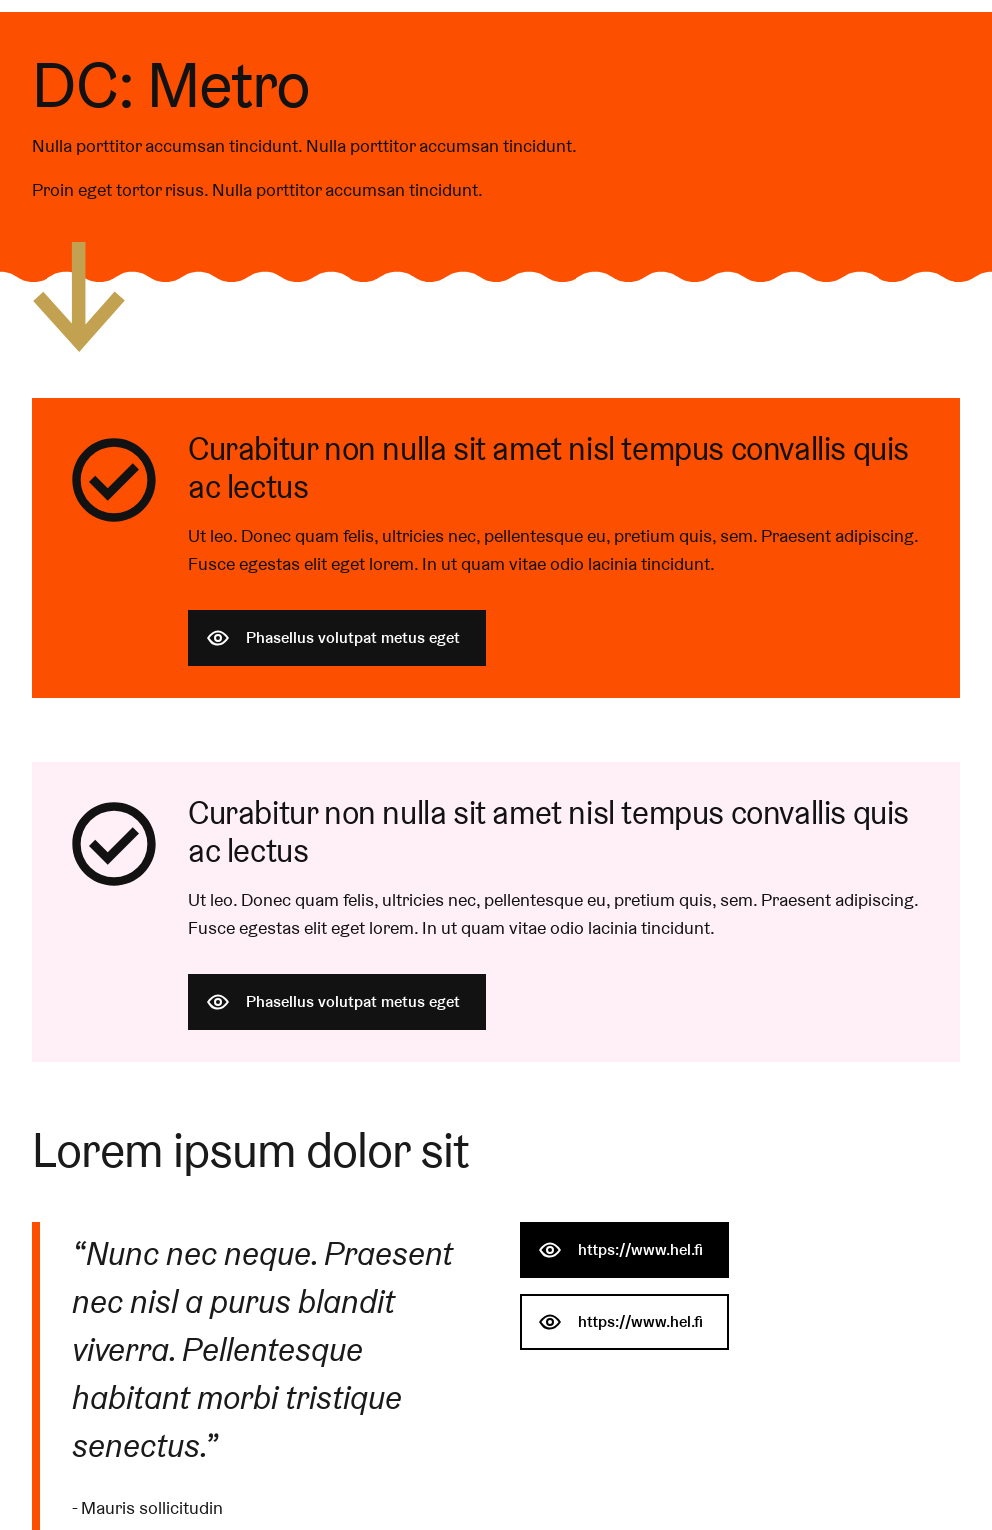 DC: Metro
Nulla porttitor accumsan tincidunt. Nulla porttitor accumsan tincidunt.
Proin eget tortor risus. Nulla porttitor accumsan tincidunt.
Curabitur non nulla sit amet nisl tempus convallis quis
ac lectus
Ut leo. Donec quam felis, ultricies nec, pellentesque eu, pretium quis, sem. Praesent adipiscing.
Fusce egestas elit eget lorem. In ut quam vitae odio lacinia tincidunt.
Phasellus volutpat metus eget
Curabitur non nulla sit amet nisl tempus convallis quis
ac lectus
Ut leo. Donec quam felis, ultricies nec, pellentesque eu, pretium quis, sem. Praesent adipiscing.
Fusce egestas elit eget lorem. In ut quam vitae odio lacinia tincidunt.
Phasellus volutpat metus eget
Lorem ipsum dolor sit
“Nunc nec neque. Praesent
nec nisl a purus blandit
viverra. Pellentesque
habitant morbi tristique
senectus.”
- Mauris sollicitudin
https://www.hel.fi
https://www.hel.fi